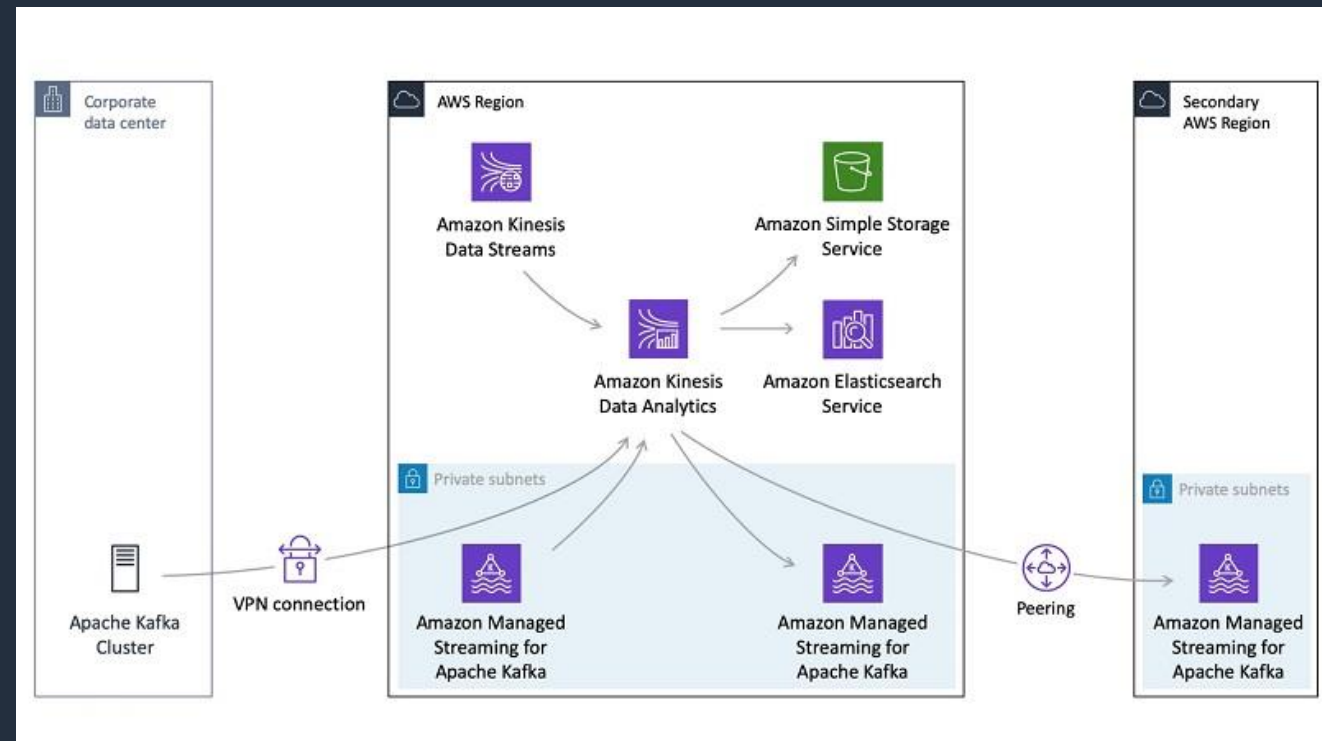 Corporate
data center
AWS Region
Secondary
AWS Region
Amazon Kinesis
Data Streams
Amazon Simple Storage
Service
Amazon Kinesis
Data Analytics
Amazon Elasticsearch
Service
Private subnets
Private subnets
VPN connection
Peering
Apache Kafka
Cluster
Amazon Managed
Streaming for
Apache Kafka
Amazon Managed
Streaming for
Apache Kafka
Amazon Managed
Streaming for
Apache Kafka